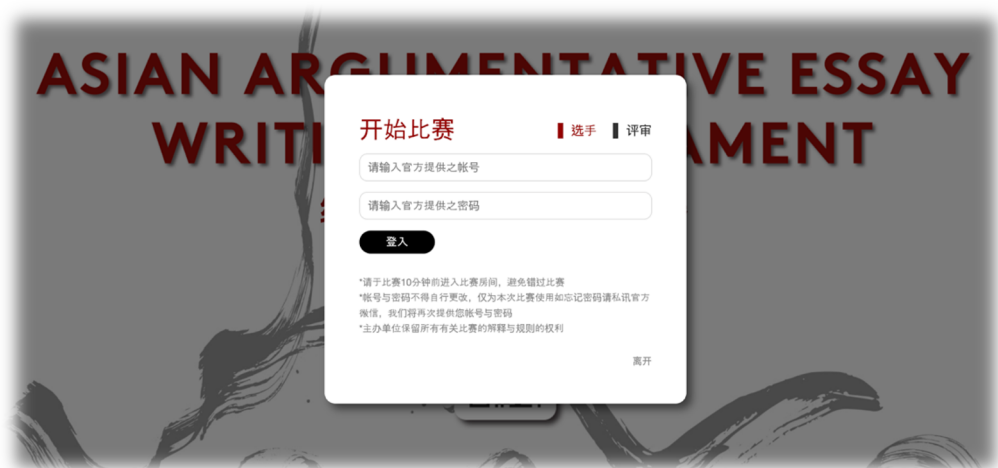 ASIAN ARGUMENTATIVE ESSAY
开始比赛
选手
评审
请输入官方提供之帐号
请输入官方提供之密码
登入
*请于比赛10分钟前进入比赛房间，避免错过比赛
*帐号与密码不得自行更改，仅为本次比赛使用如忘记密码请私讯官方
微信，我们将再次提供您帐号与密码
*主办单位保留所有有关比赛的解释与规则的权利
离开